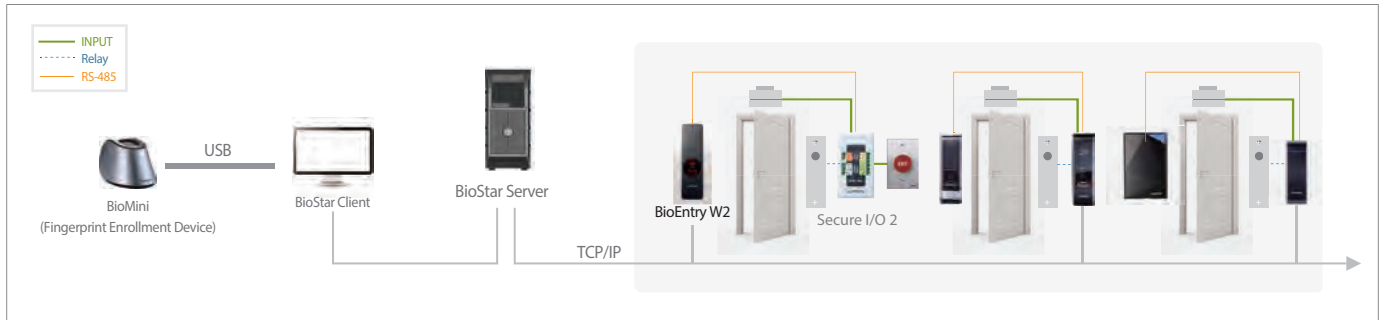 INPUT
Relay
RS-485
USB
BioMini
(Fingerprint Enrollment Device)
BioStar Client
BioStar Server
TCP/IP
BioEntry W2
Secure I/O 2
EXIT